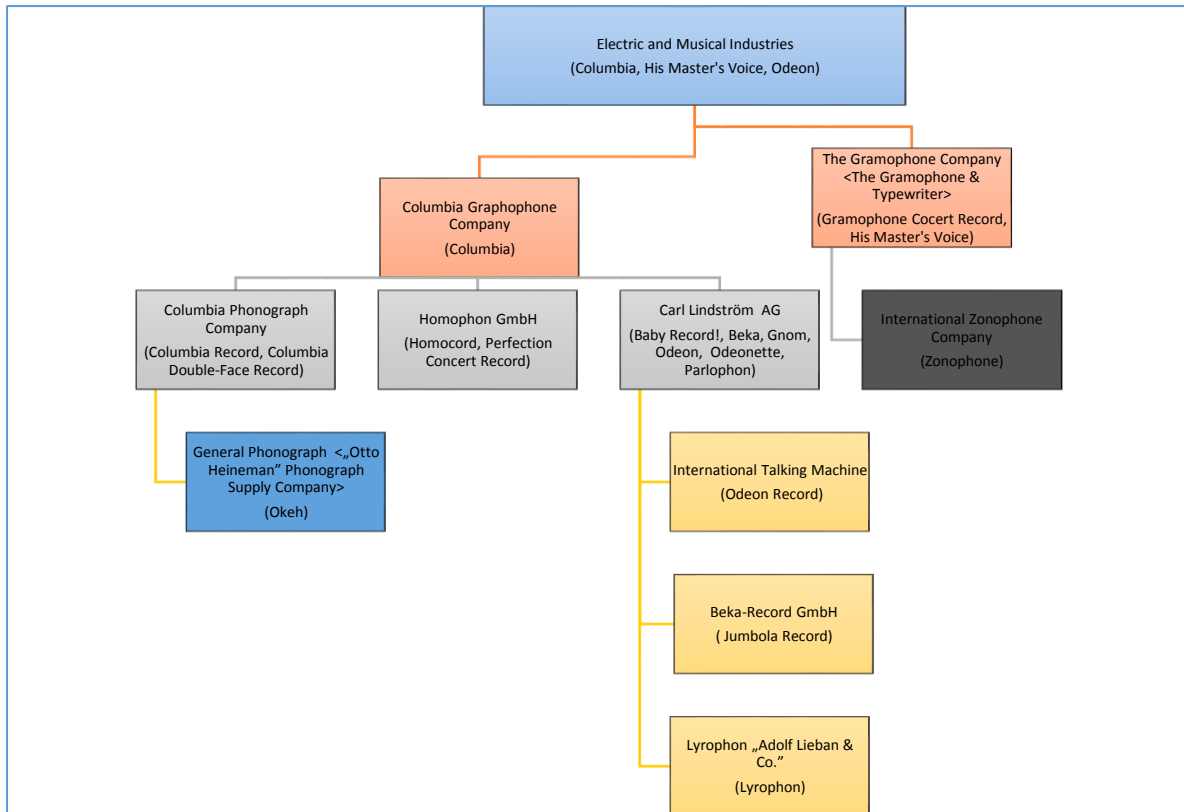 Electric and Musical Industries
(Columbia, His Master's Voice, Odeon)
The Gramophone Company
<The Gramophone &
Typewriter>
(Gramophone Cocert Record,
His Master's Voice)
Columbia Graphophone
Company
(Columbia)
Columbia Phonograph
Company
(Columbia Record, Columbia
Double-Face Record)
Homophon GmbH
(Homocord, Perfection
Concert Record)
Carl Lindström AG
(Baby Record!, Beka, Gnom,
Odeon, Odeonette,
Parlophon)
International Zonophone
Company
(Zonophone)
General Phonograph <„Otto
Heineman” Phonograph
Supply Company>
(Okeh)
International Talking Machine
(Odeon Record)
Beka-Record GmbH
( Jumbola Record)
Lyrophon „Adolf Lieban &
Co.”
(Lyrophon)